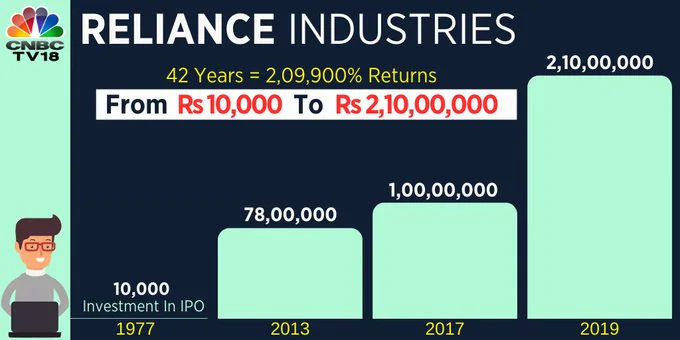 CNBC
TV18
RELIANCE INDUSTRIES
42 Years = 2,09,900% Returns
From Rs 10,000 To Rs 2,10,00,000
2,10,00,000
1,00,00,000
78,00,000
10,000
Investment In IPO
1977 2013 2017 2019